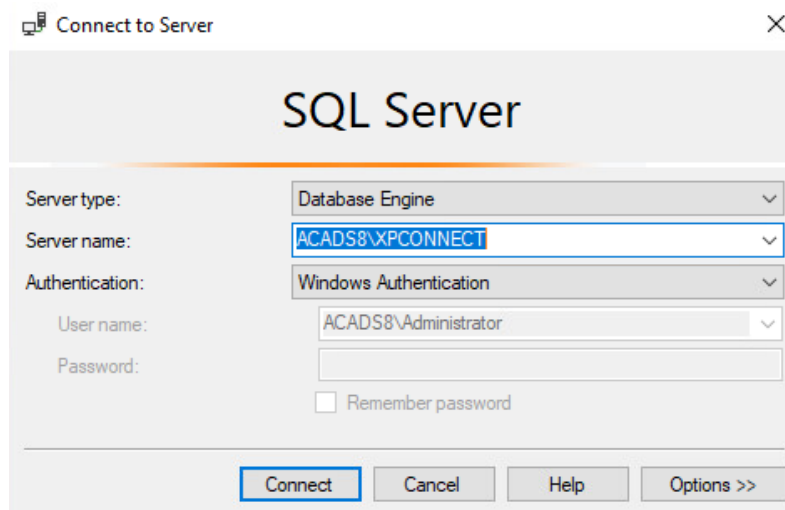 Connect to Server
SQL Server
Server type: Database Engine
Server name: ACADS8\XPCONNECT
Authentication: Windows Authentication
User name: ACADS8\Administrator
Password:
Remember password
Connect Cancel Help Options >>